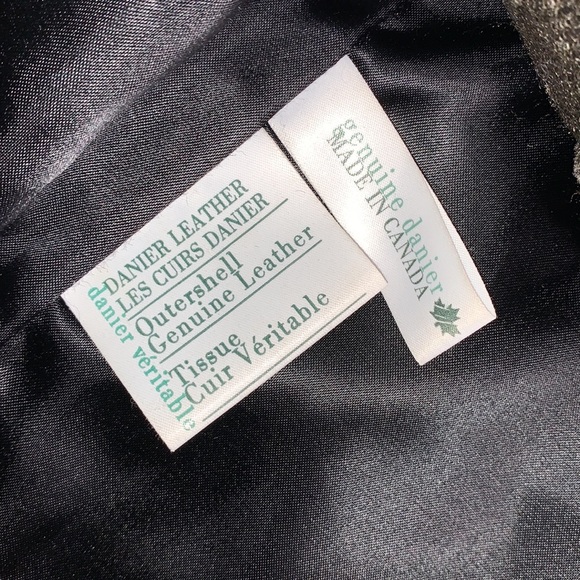 DANIER LEATHER
LES CUIRS DANIER
Outershell
Genuine Leather
Tissue
Cuir Véritable
danier véritable
genuine danier
MADE IN CANADA